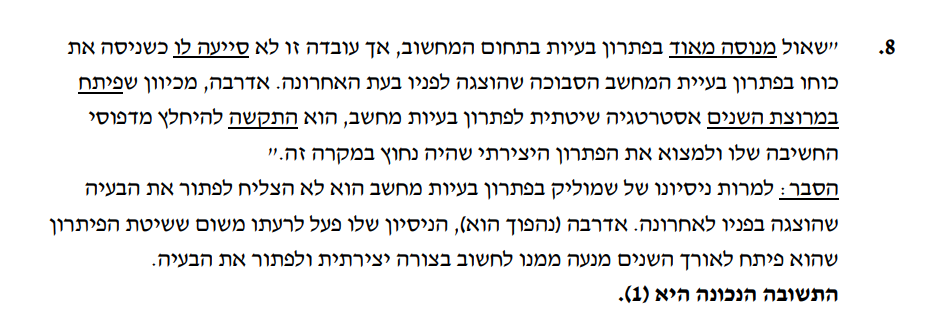 8. "שאול מנוסה מאוד בפתרון בעיות בתחום המחשוב, אך עובדה זו לא סייעה לו כשניסה את
כוחו בפתרון בעיית המחשב הסבוכה שהוצגה לפניו בעת האחרונה. אדרבה, מכיוון שפיתח
במרוצת השנים אסטרטגיה שיטתית לפתרון בעיות מחשב, הוא התקשה להיחלץ מדפוסי
החשיבה שלו ולמצוא את הפתרון היצירתי שהיה נחוץ במקרה זה."
הסבר: למרות ניסיונו של שמוליק בפתרון בעיות מחשב הוא לא הצליח לפתור את הבעיה
שהוצגה בפניו לאחרונה. אדרבה (נהפוך הוא), הניסיון שלו פעל לרעתו משום ששיטת הפיתרון
שהוא פיתח לאורך השנים מנעה ממנו לחשוב בצורה יצירתית ולפתור את הבעיה.
התשובה הנכונה היא (1).